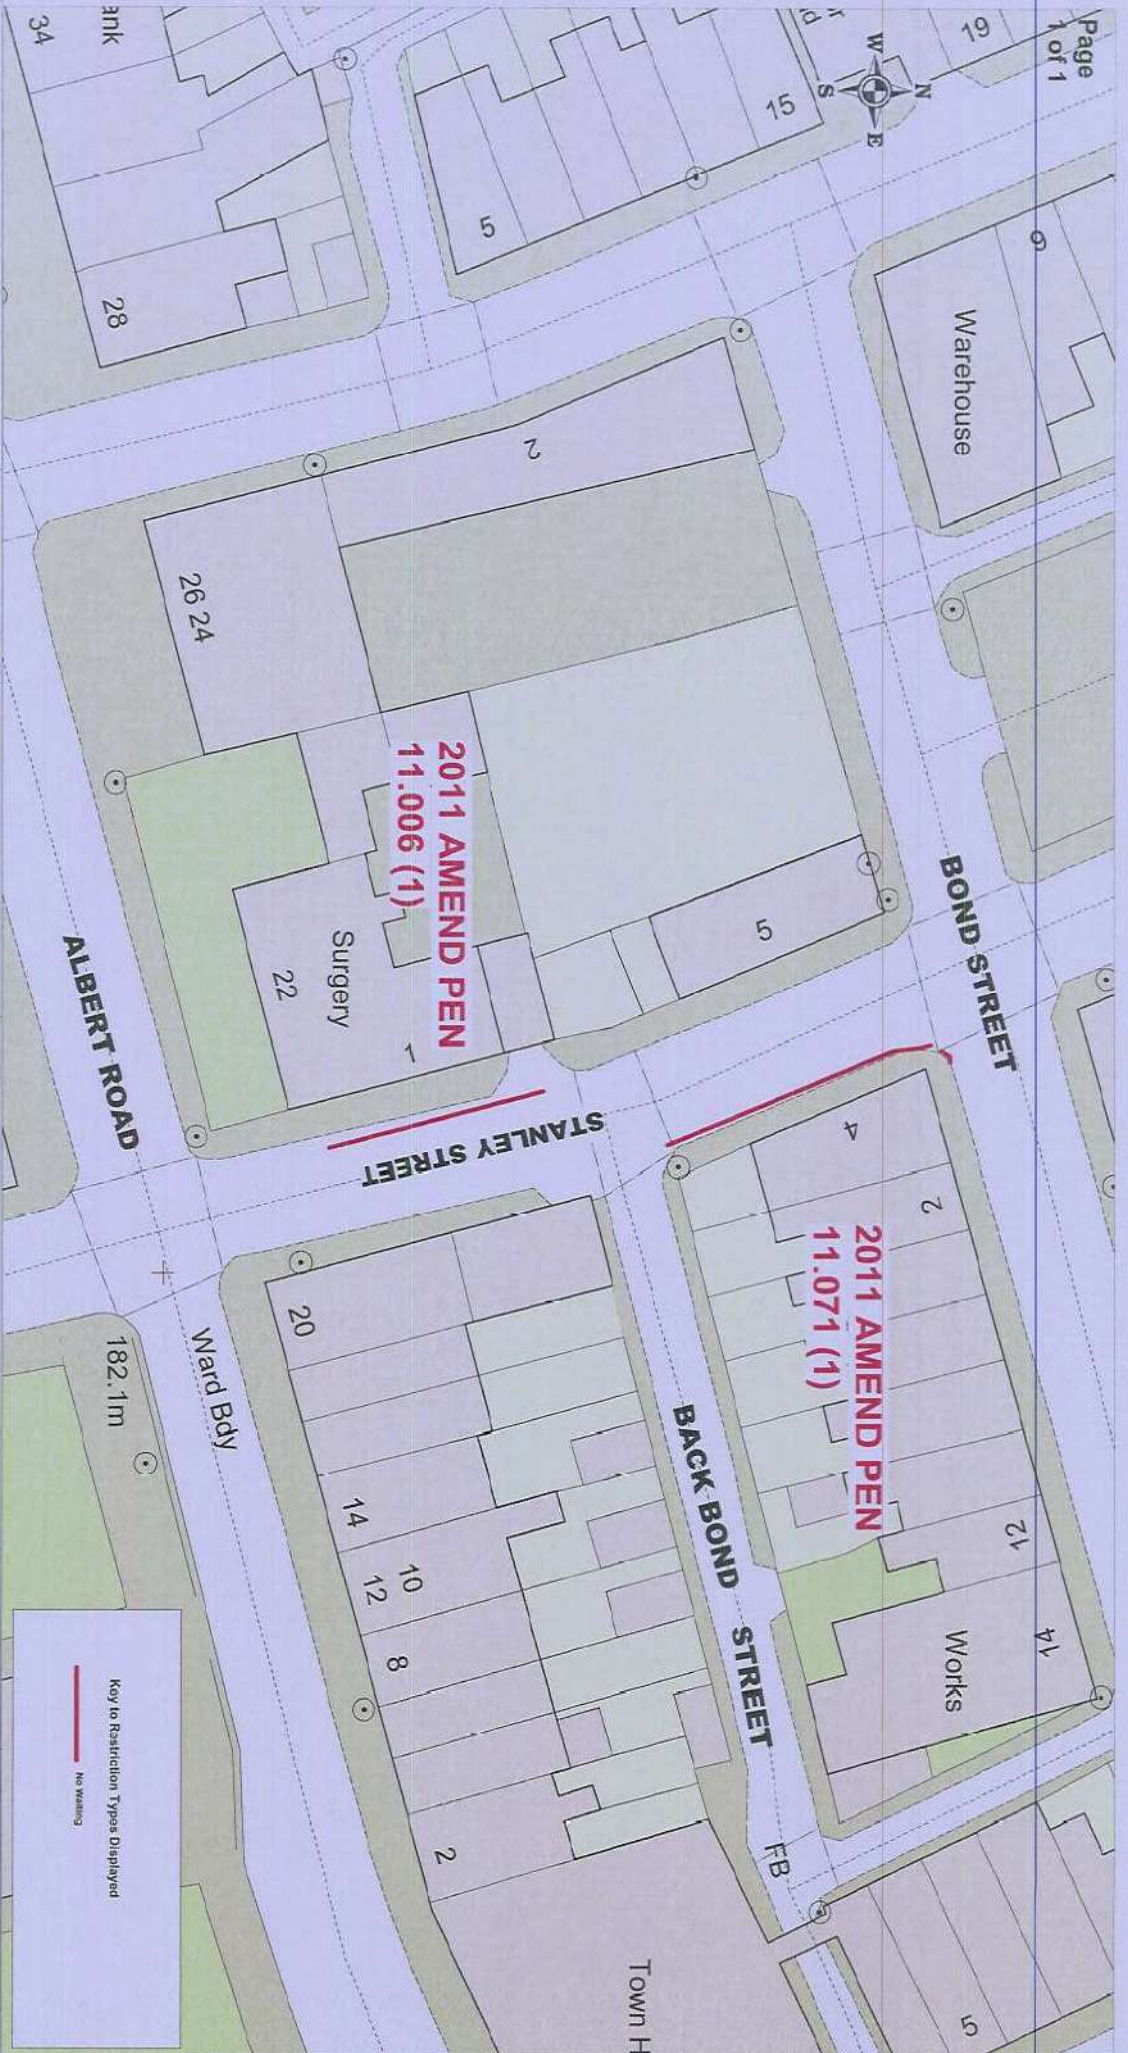 Page
1 of 1
N
W
E
S
19
15
9
Warehouse
5
34
ank
28
2
26 24
2011 AMEND PEN
11.006 (1)
Surgery
22
1
5
BOND STREET
STANLEY STREET
ALBERT ROAD
4
2
2011 AMEND PEN
11.071 (1)
12
14
Works
BACK BOND STREET
FB
5
Town H
20
14
10
12
8
2
Ward Bdy
182.1m
Key to Restriction Types Displayed
No Waiting